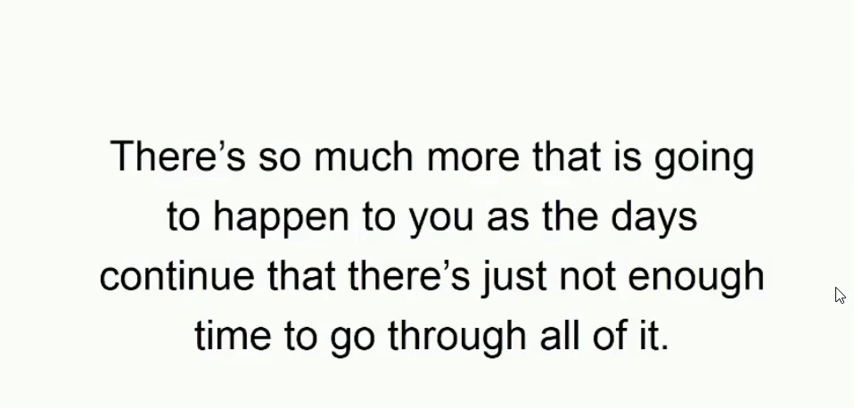 There’s so much more that is going
to happen to you as the days
continue that there’s just not enough
time to go through all of it.